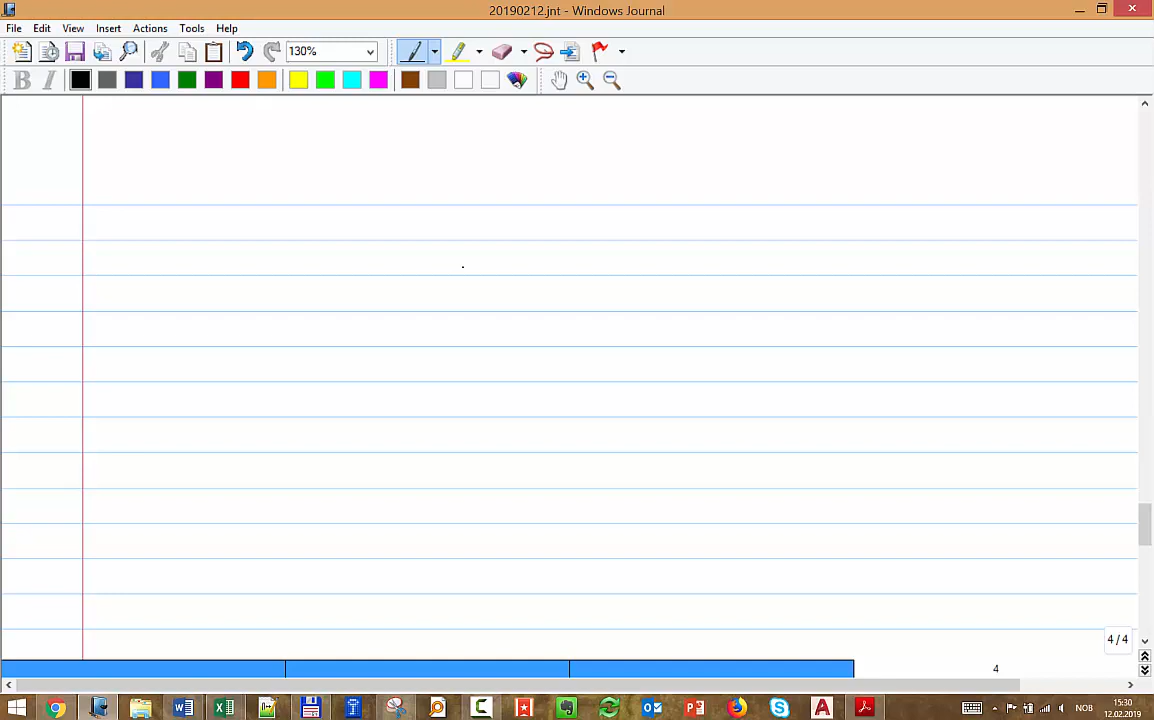 20190212.jnt - Windows Journal
File Edit View Insert Actions Tools Help
130%
B I
4 / 4
4
15:30
NOB
12.02.2019